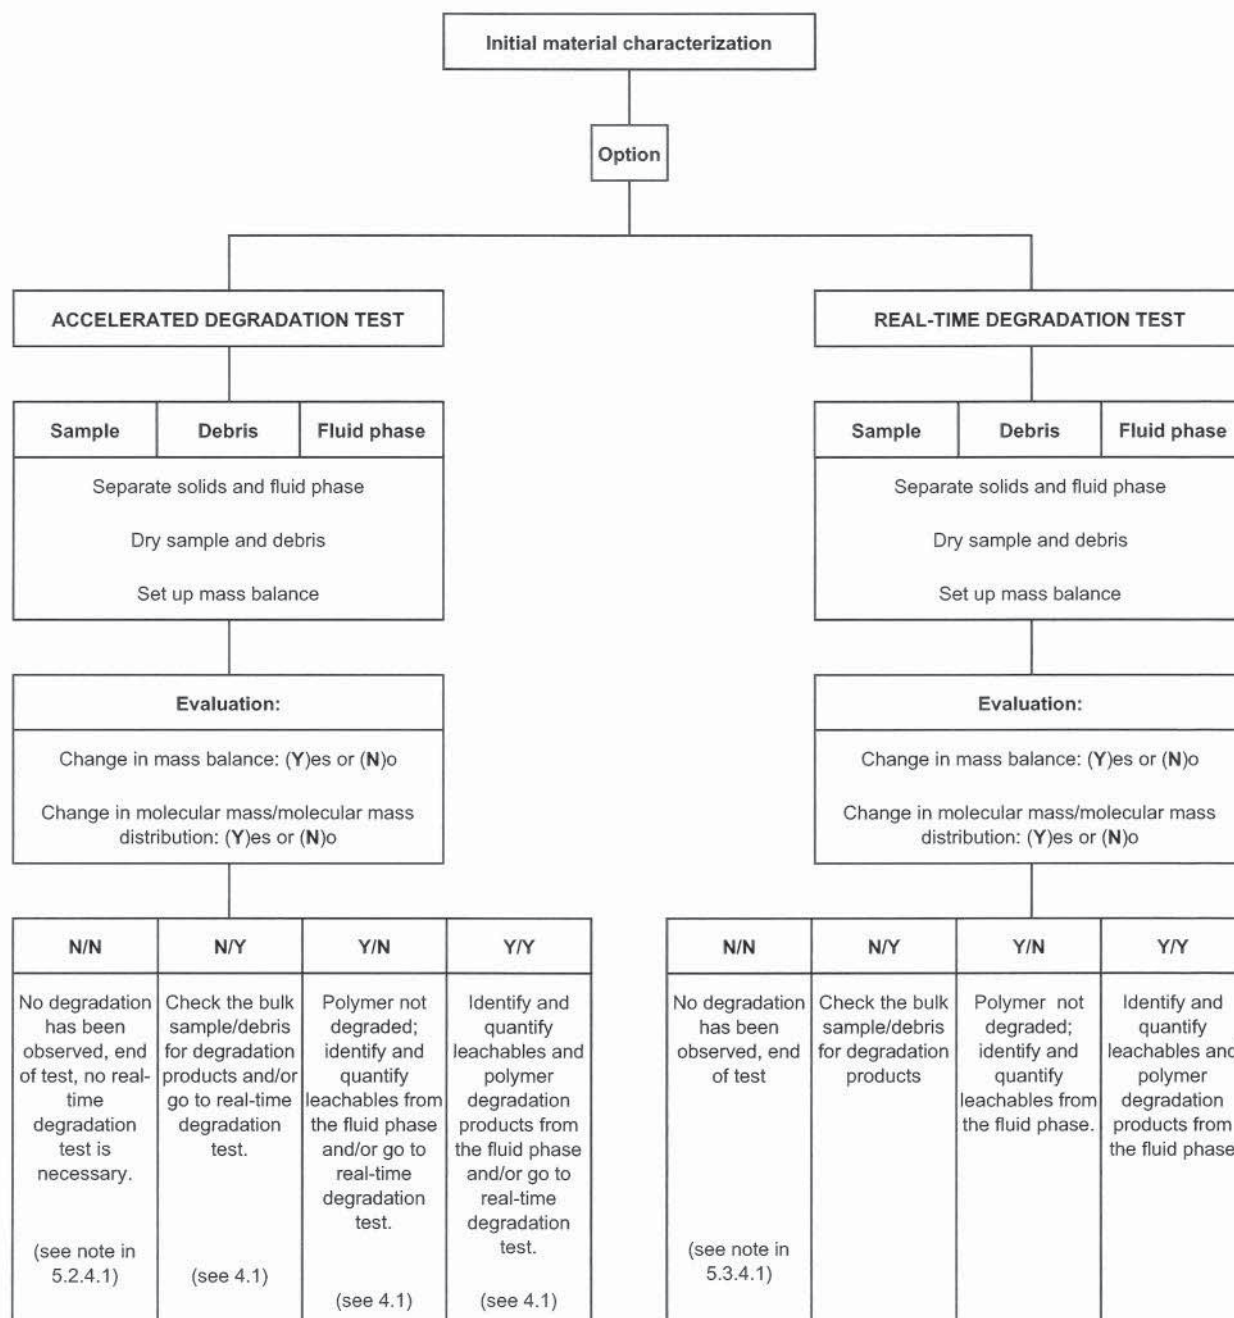 Initial material characterization
Option
ACCELERATED DEGRADATION TEST
REAL-TIME DEGRADATION TEST
Sample
Debris
Fluid phase
Separate solids and fluid phase
Dry sample and debris
Set up mass balance
Sample
Debris
Fluid phase
Separate solids and fluid phase
Dry sample and debris
Set up mass balance
Evaluation:
Change in mass balance: (Y)es or (N)o
Change in molecular mass/molecular mass
distribution: (Y)es or (N)o
Evaluation:
Change in mass balance: (Y)es or (N)o
Change in molecular mass/molecular mass
distribution: (Y)es or (N)o
N/N
No degradation
has been
observed, end
of test, no real-
time
degradation
test is
necessary.
(see note in
5.2.4.1)
N/Y
Check the bulk
sample/debris
for degradation
products and/or
go to real-time
degradation
test.
(see 4.1)
Y/N
Polymer not
degraded;
identify and
quantify
leachables from
the fluid phase
and/or go to
real-time
degradation
test.
(see 4.1)
Y/Y
Identify and
quantify
leachables and
polymer
degradation
products from
the fluid phase
and/or go to
real-time
degradation
test.
(see 4.1)
N/N
No degradation
has been
observed, end
of test
(see note in
5.3.4.1)
N/Y
Check the bulk
sample/debris
for degradation
products
Y/N
Polymer not
degraded;
identify and
quantify
leachables from
the fluid phase.
Y/Y
Identify and
quantify
leachables and
polymer
degradation
products from
the fluid phase